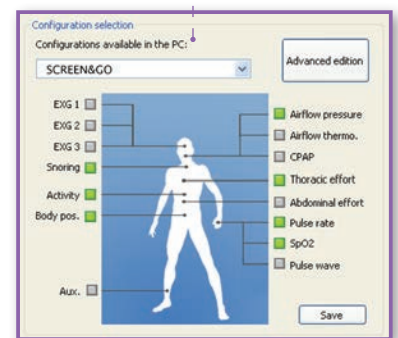 Configuration selection
Configurations available in the PC:
SCREEN&GO
Advanced edition
EXG 1
EXG 2
EXG 3
Snoring
Activity
Body pos.
Aux.
Airflow pressure
Airflow thermo.
CPAP
Thoracic effort
Abdominal effort
Pulse rate
SpO2
Pulse wave
Save